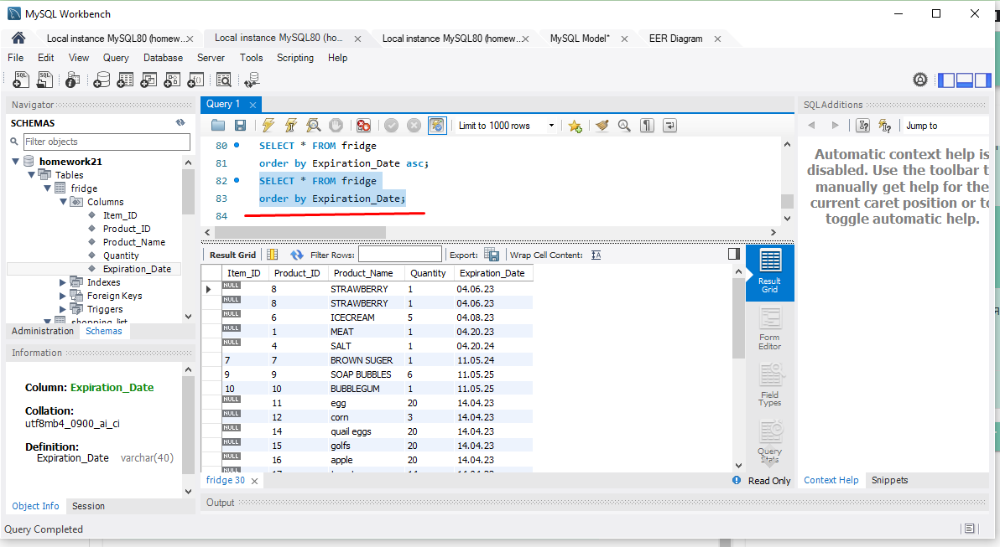 MySQL Workbench
Local instance MySQL80 (homew...
Local instance MySQL80 (ho...
Local instance MySQL80 (homew...
MySQL Model*
EER Diagram
File Edit View Query Database Server Tools Scripting Help
Navigator
SCHEMAS
Filter objects
homework21
Tables
fridge
Columns
Item_ID
Product_ID
Product_Name
Quantity
Expiration_Date
Indexes
Foreign Keys
Triggers
shopping_list
Administration Schemas
Information
Column: Expiration_Date
Collation:
utf8mb4_0900_ai_ci
Definition:
Expiration_Date varchar(40)
Object Info Session
Query Completed
Query 1
Limit to 1000 rows
80 SELECT * FROM fridge
81 order by Expiration_Date asc;
82 SELECT * FROM fridge
83 order by Expiration_Date;
84
Result Grid Filter Rows: Export: Wrap Cell Content:
Item_ID Product_ID Product_Name Quantity Expiration_Date
NULL 8 STRAWBERRY 1 04.06.23
NULL 8 STRAWBERRY 1 04.06.23
NULL 6 ICECREAM 5 04.08.23
NULL 1 MEAT 1 04.20.23
NULL 4 SALT 1 04.20.24
7 7 BROWN SUGER 1 11.05.24
9 9 SOAP BUBBLES 6 11.05.25
10 10 BUBBLEGUM 1 11.05.25
NULL 11 egg 20 14.04.23
NULL 12 corn 3 14.04.23
NULL 14 quail eggs 20 14.04.23
NULL 15 golfs 20 14.04.23
NULL 16 apple 20 14.04.23
NULL
Result
Grid
Form
Editor
Field
Types
Query
Stats
fridge 30
Read Only
Output
SQLAdditions
Jump to
Automatic context help is
disabled. Use the toolbar t
manually get help for the
current caret position or to
toggle automatic help.
Context Help Snippets